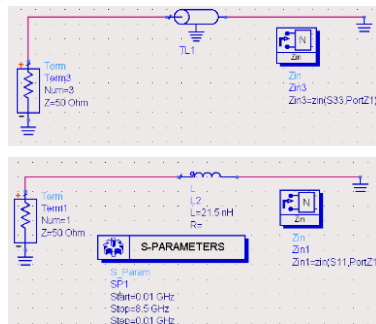 TL1
Term
Term3
Num=3
Z=50 Ohm
N
Zin
Zin
Zin3
Zin3=zin(S33,PortZ1)
L
L2
L=21.5 nH
R=
Term
Term1
Num=1
Z=50 Ohm
N
Zin
Zin
Zin1
Zin1=zin(S11,PortZ1
S-PARAMETERS
S_Param
SP1
Start=0.01 GHz
Stop=8.5 GHz
Step=0.01 GHz